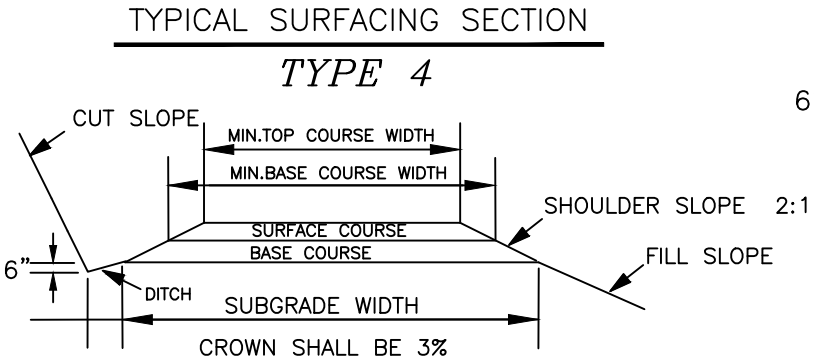 TYPICAL SURFACING SECTION
TYPE 4
6
CUT SLOPE
MIN.TOP COURSE WIDTH
MIN.BASE COURSE WIDTH
SHOULDER SLOPE 2:1
SURFACE COURSE
BASE COURSE
FILL SLOPE
6"
DITCH
SUBGRADE WIDTH
CROWN SHALL BE 3%